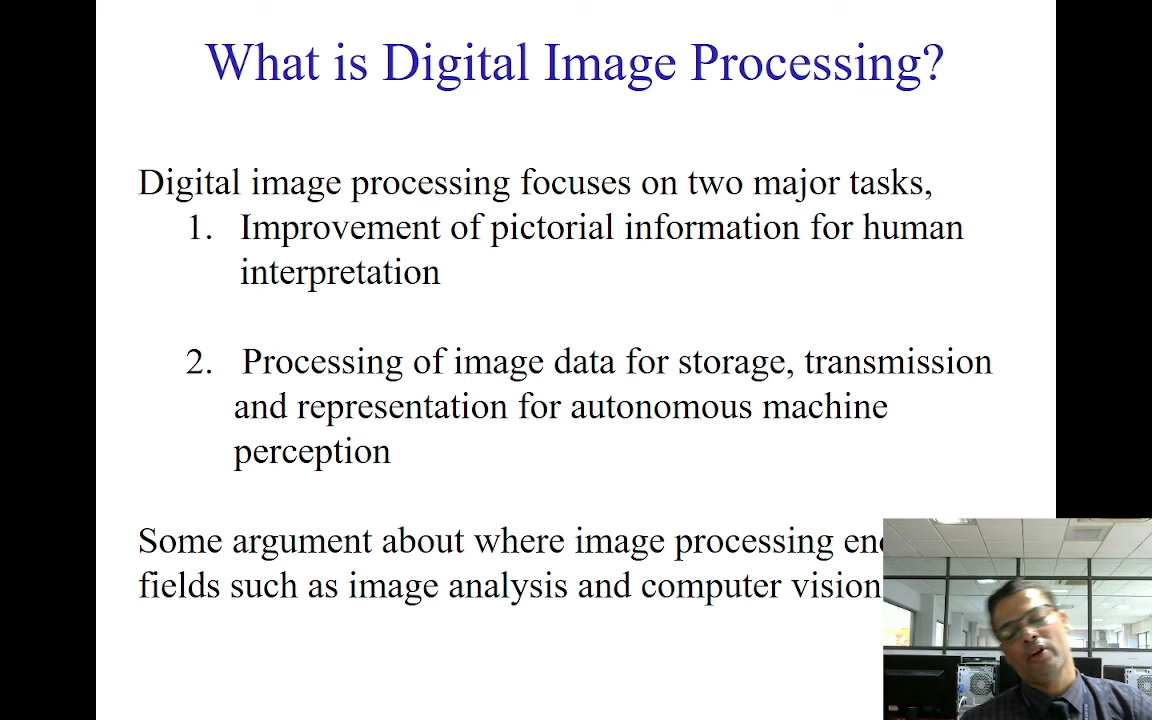 What is Digital Image Processing?
Digital image processing focuses on two major tasks,
1. Improvement of pictorial information for human
interpretation
2. Processing of image data for storage, transmission
and representation for autonomous machine
perception
Some argument about where image processing
fields such as image analysis and computer vision